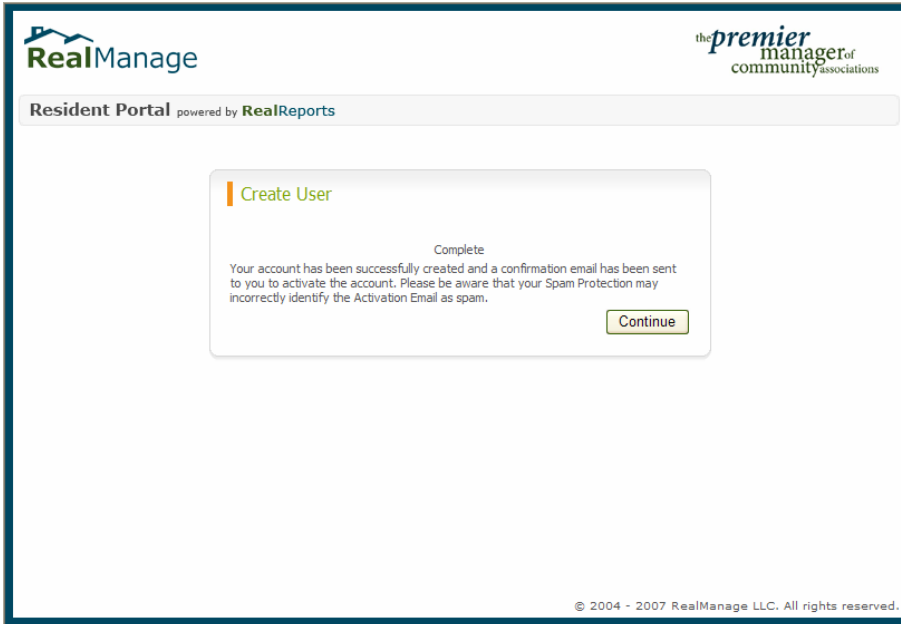 RealManage
the premier
manager of
community associations
Resident Portal powered by RealReports
Create User
Complete
Your account has been successfully created and a confirmation email has been sent
to you to activate the account. Please be aware that your Spam Protection may
incorrectly identify the Activation Email as spam.
Continue
© 2004 - 2007 RealManage LLC. All rights reserved.